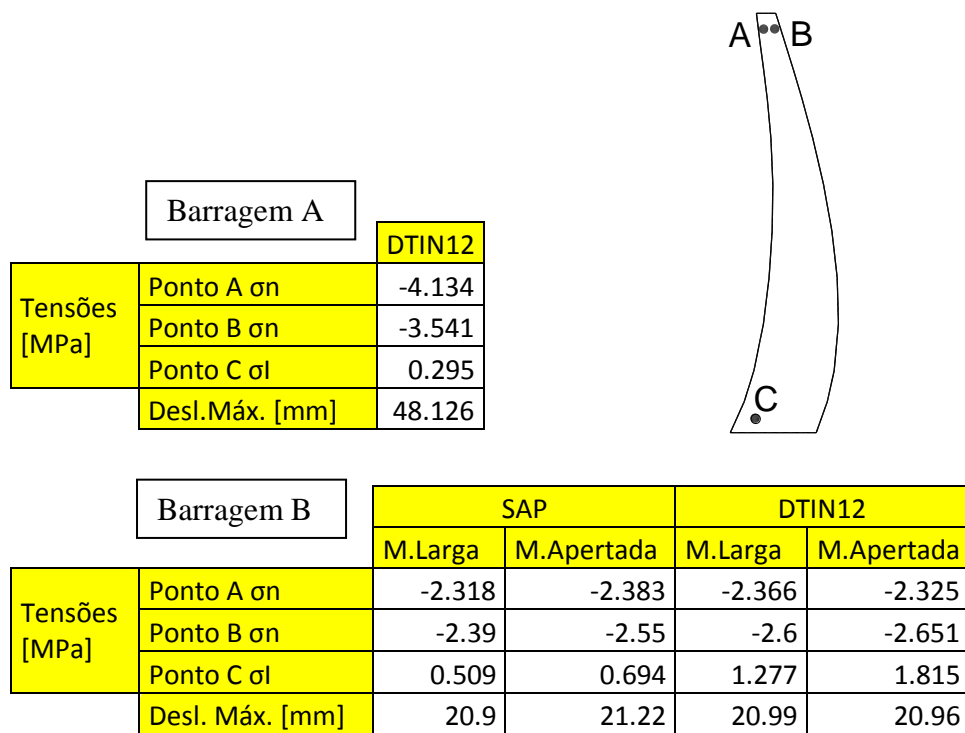 A B
Barragem A
DTIN12
Tensões [MPa] Ponto A σn -4.134
Ponto B σn -3.541
Ponto C σI 0.295
Desl.Máx. [mm] 48.126
C
Barragem B SAP DTIN12
M.Larga M.Apertada M.Larga M.Apertada
Tensões [MPa] Ponto A σn -2.318 -2.383 -2.366 -2.325
Ponto B σn -2.39 -2.55 -2.6 -2.651
Ponto C σI 0.509 0.694 1.277 1.815
Desl. Máx. [mm] 20.9 21.22 20.99 20.96